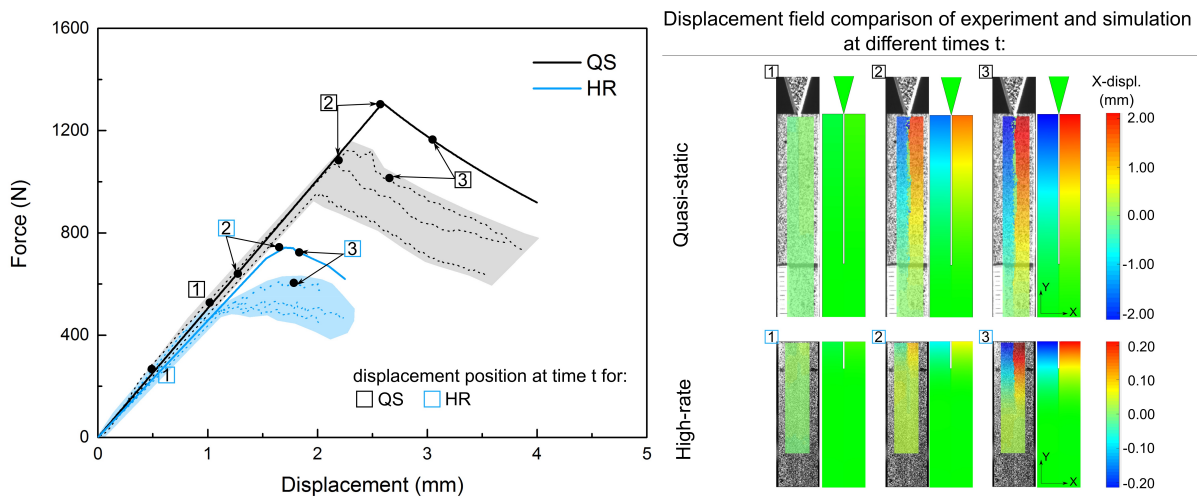 1600
1200
800
400
0
0
1
2
3
4
5
Force (N)
Displacement (mm)
QS
HR
2
3
2
3
1
1
displacement position at time t for:
QS HR
Displacement field comparison of experiment and simulation
at different times t:
Quasi-static
1
2
3
X-displ.
(mm)
2.00
1.00
0.00
-1.00
-2.00
Y
X
High-rate
1
2
3
0.20
0.10
0.00
-0.10
-0.20
Y
X